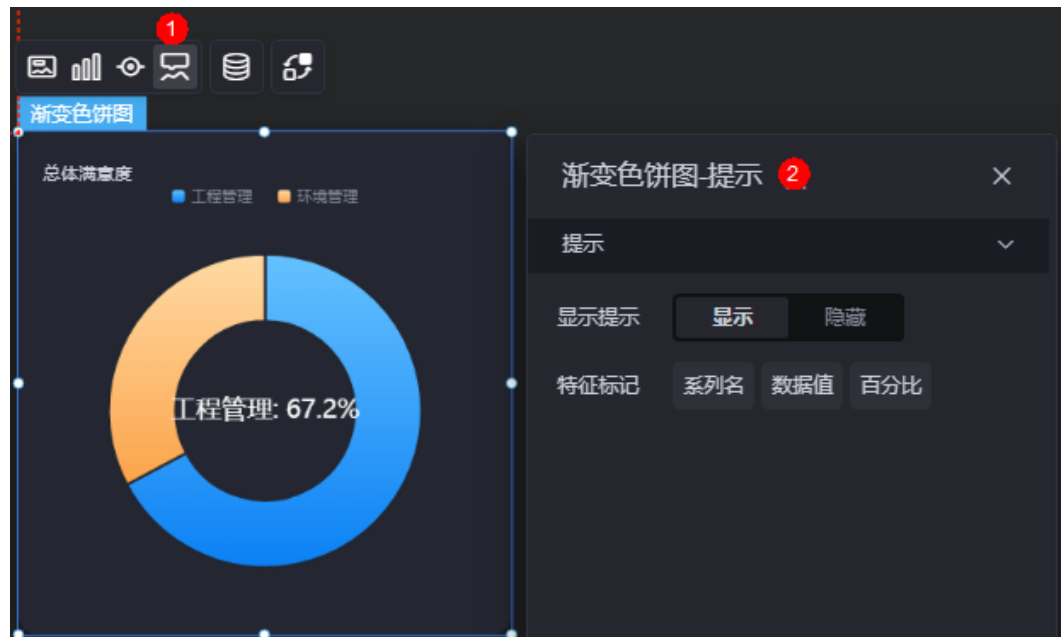 1
渐变色饼图
总体满意度
工程管理 环境管理
工程管理: 67.2%
渐变色饼图-提示 2
提示
显示提示 显示 隐藏
特征标记 系列名 数据值 百分比